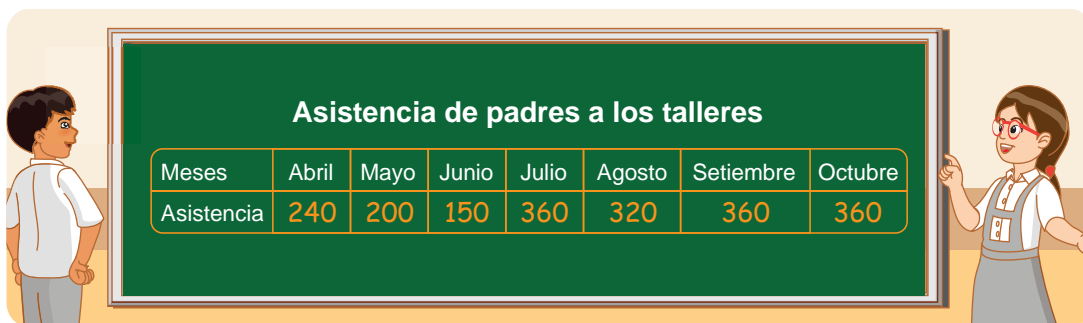 Asistencia de padres a los talleres
Meses Abril Mayo Junio Julio Agosto Setiembre Octubre
Asistencia 240 200 150 360 320 360 360